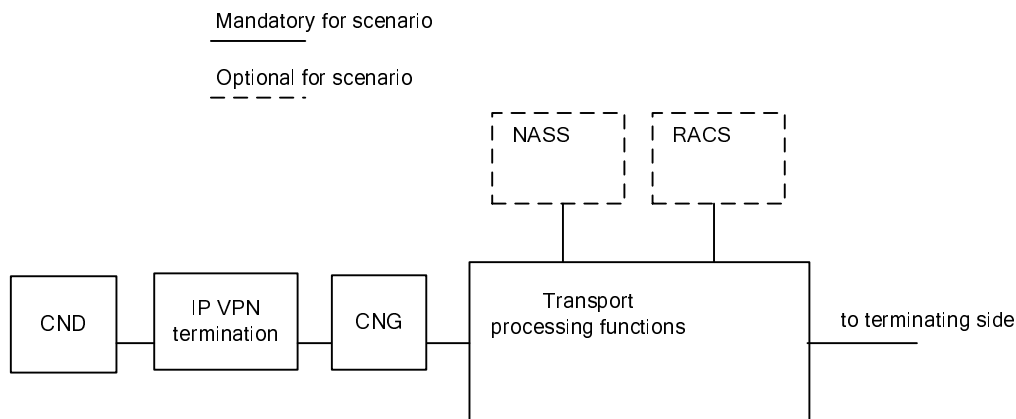 Mandatory for scenario
Optional for scenario
NASS
RACS
CND
IP VPN
termination
CNG
Transport
processing functions
to terminating side